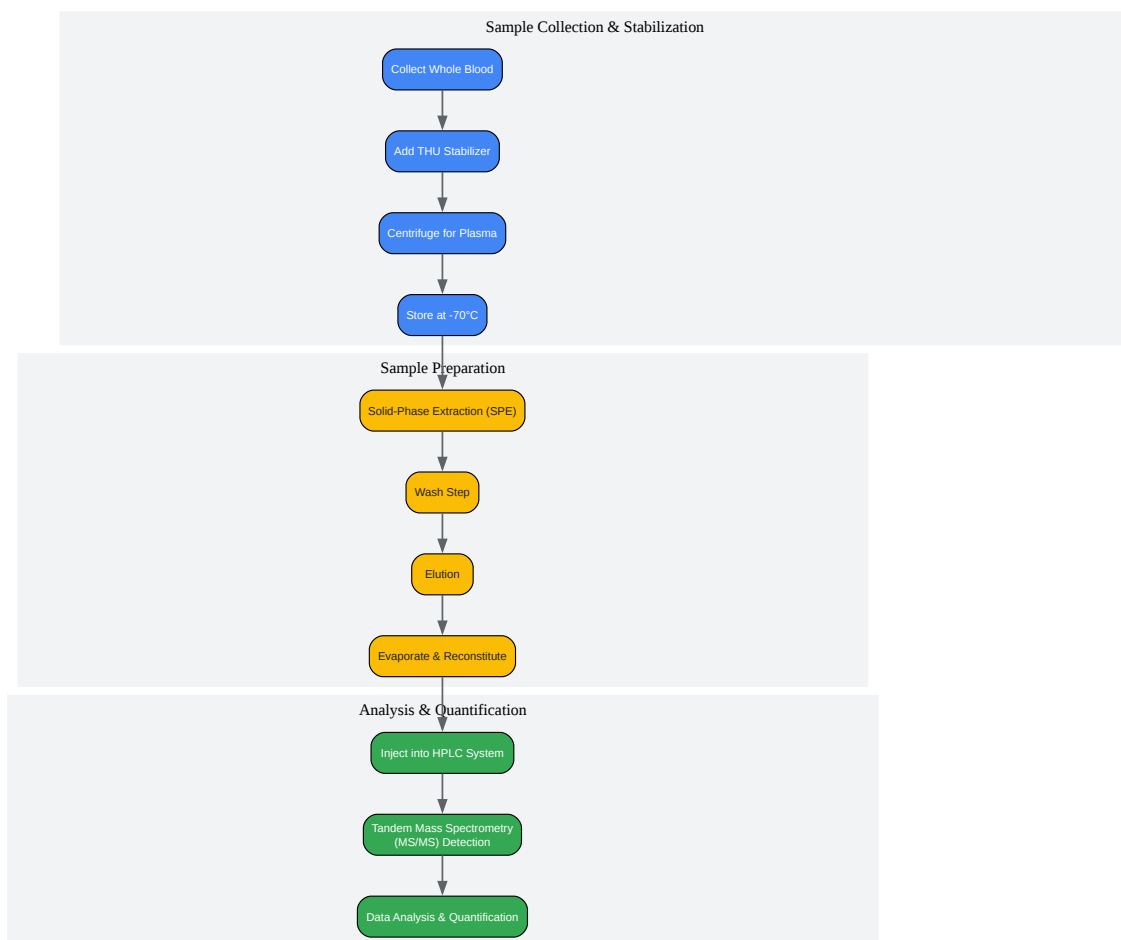 Sample Collection & Stabilization
Collect Whole Blood
Add THU Stabilizer
Centrifuge for Plasma
Store at -70°C
Sample Preparation
Solid-Phase Extraction (SPE)
Wash Step
Elution
Evaporate & Reconstitute
Analysis & Quantification
Inject into HPLC System
Tandem Mass Spectrometry
(MS/MS) Detection
Data Analysis & Quantification